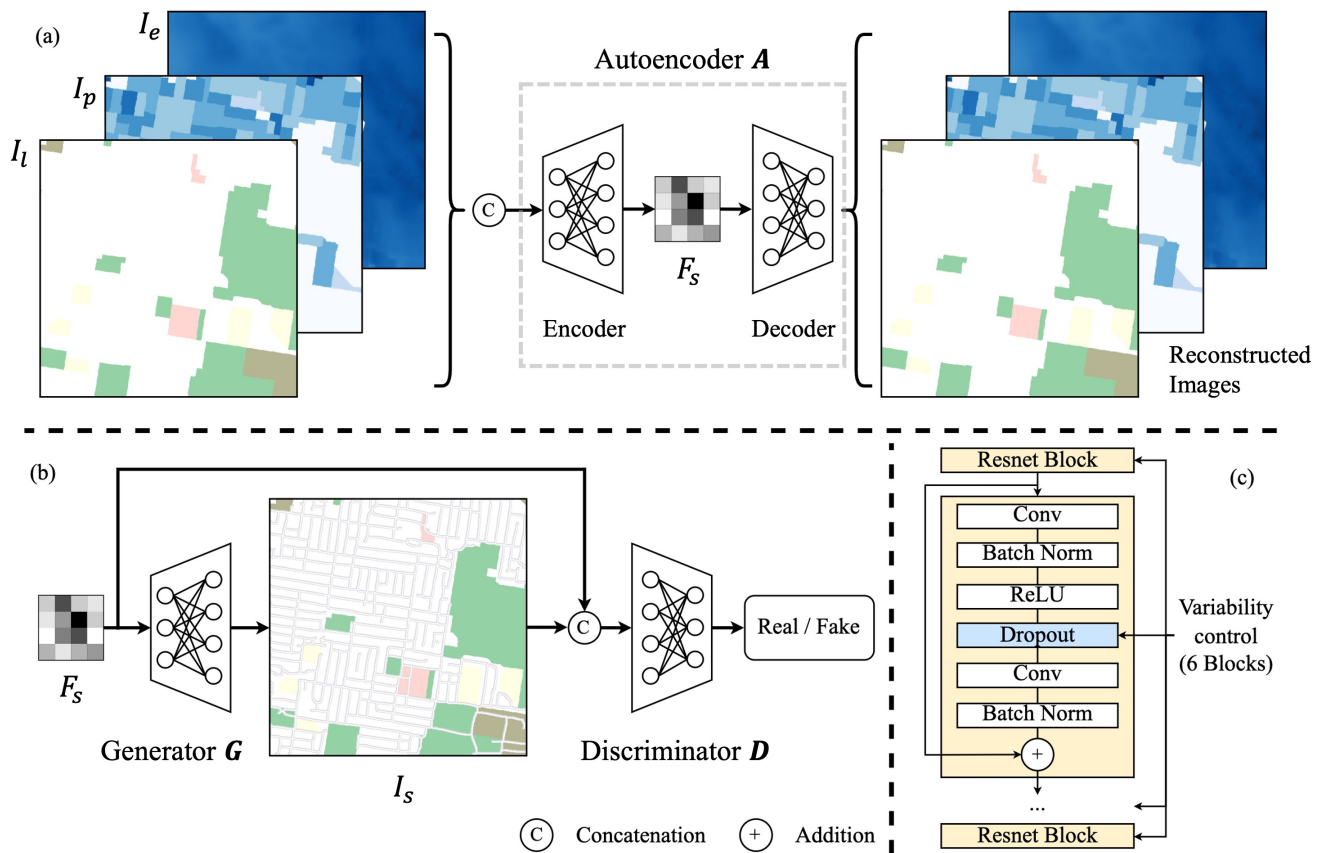 (a)
I_e
I_p
I_l
Autoencoder A
C
F_s
Encoder
Decoder
Reconstructed
Images
(b)
F_s
Generator G
I_s
C
Discriminator D
Real / Fake
C Concatenation
+ Addition
(c)
Resnet Block
Conv
Batch Norm
ReLU
Dropout
Conv
Batch Norm
+
...
Resnet Block
Variability
control
(6 Blocks)